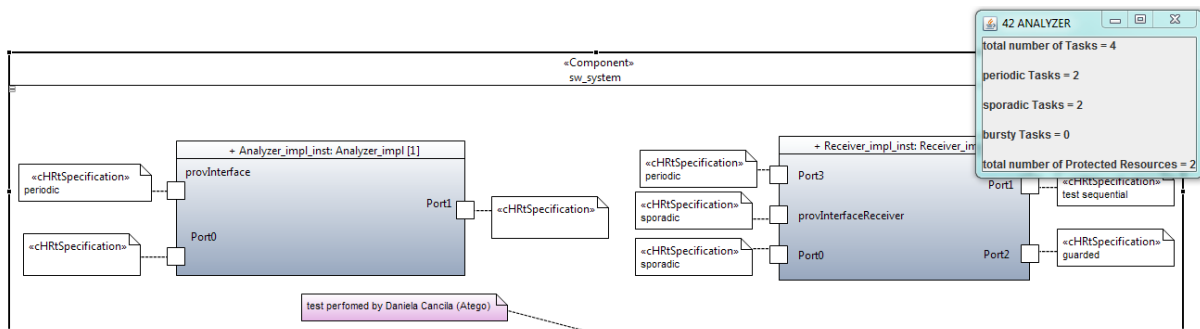 42 ANALYZER
total number of Tasks = 4
periodic Tasks = 2
sporadic Tasks = 2
bursty Tasks = 0
total number of Protected Resources = 2
«Component»
sw_system
+ Analyzer_impl_inst: Analyzer_impl [1]
provInterface
Port1
Port0
«cHRtSpecification»
periodic
«cHRtSpecification»
«cHRtSpecification»
+ Receiver_impl_inst: Receiver_im
Port3
provInterfaceReceiver
Port0
Port1
Port2
«cHRtSpecification»
periodic
«cHRtSpecification»
sporadic
«cHRtSpecification»
sporadic
«cHRtSpecification»
test sequential
«cHRtSpecification»
guarded
test perfomed by Daniela Cancila (Atego)